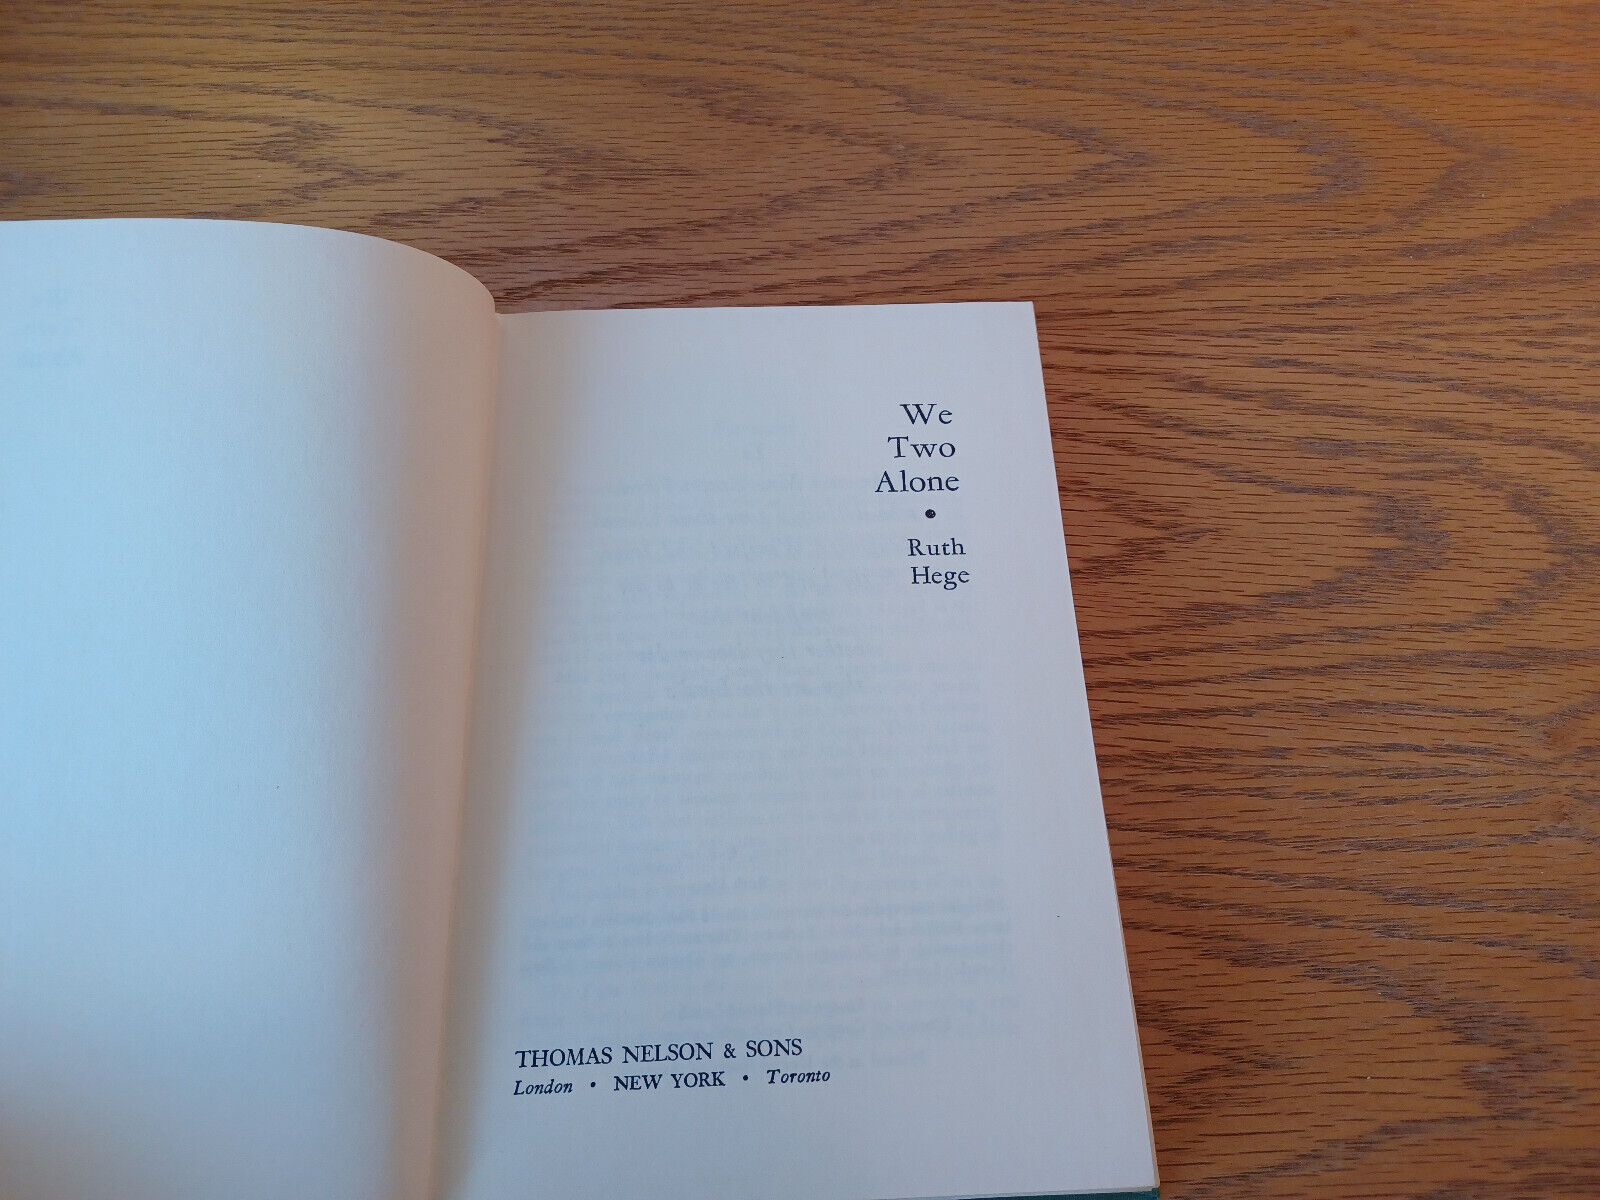 We
Two
Alone
•
Ruth
Hege
THOMAS NELSON & SONS
London • NEW YORK • Toronto